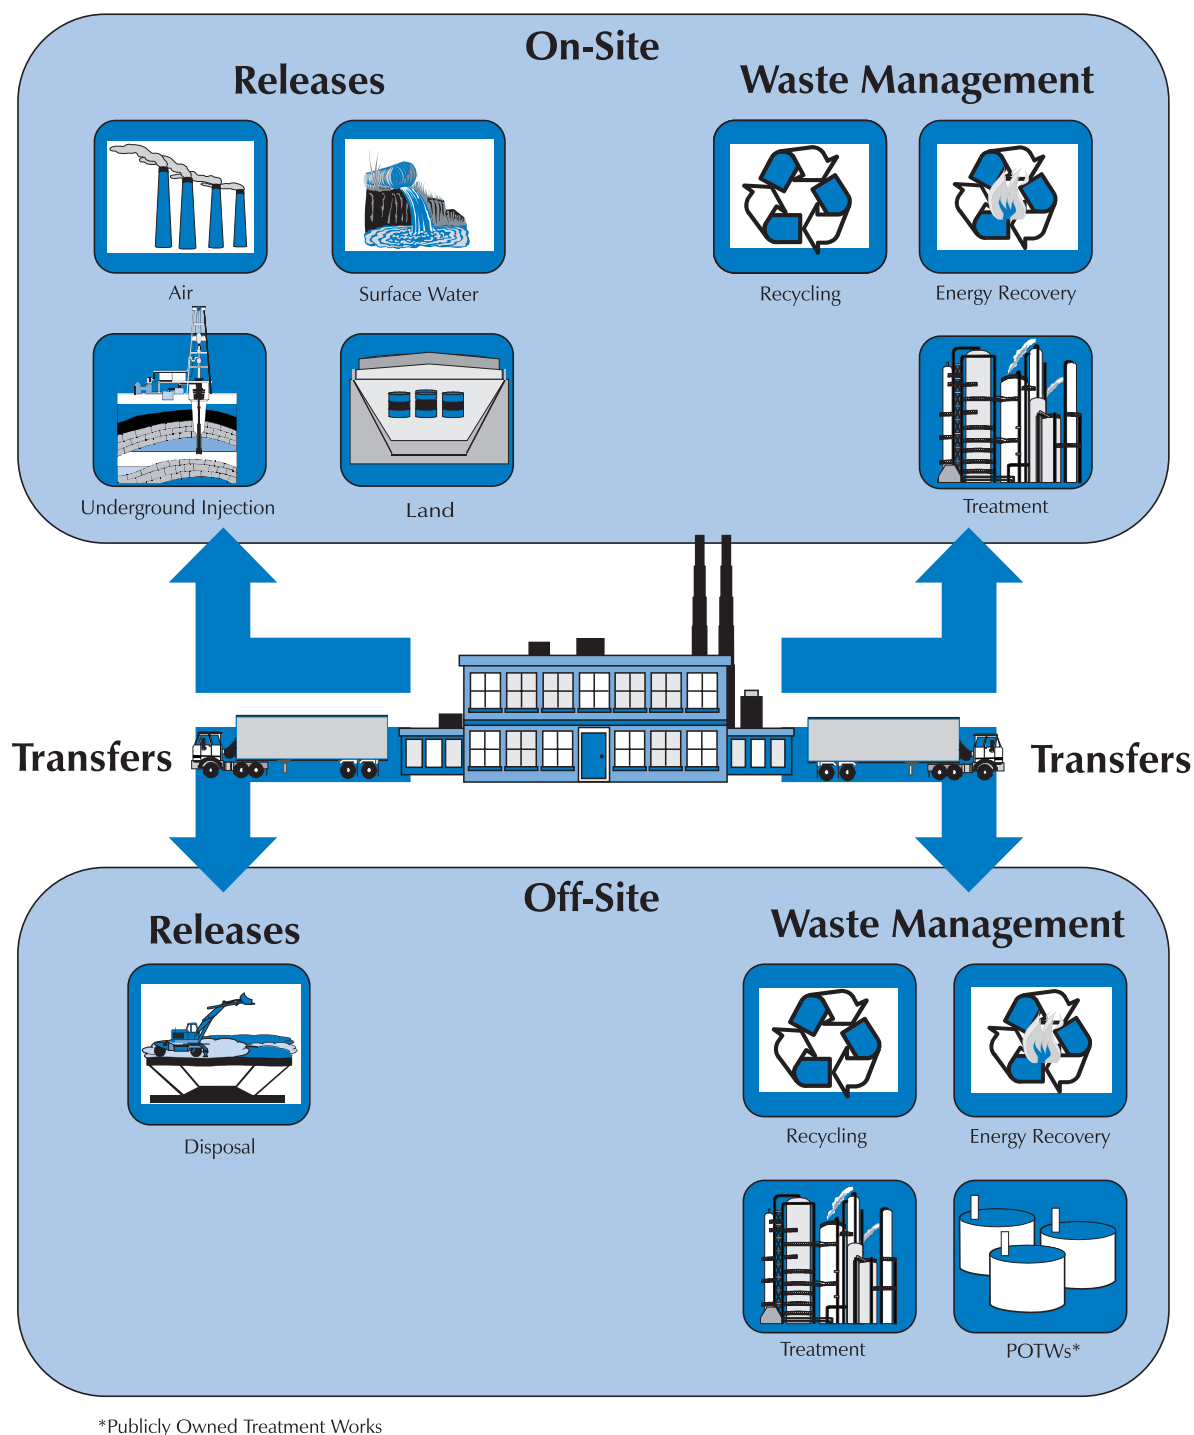 On-Site
Releases
Waste Management
Air
Surface Water
Recycling
Energy Recovery
Underground Injection
Land
Treatment
Transfers
Transfers
Off-Site
Releases
Waste Management
Disposal
Recycling
Energy Recovery
Treatment
POTWs*
*Publicly Owned Treatment Works